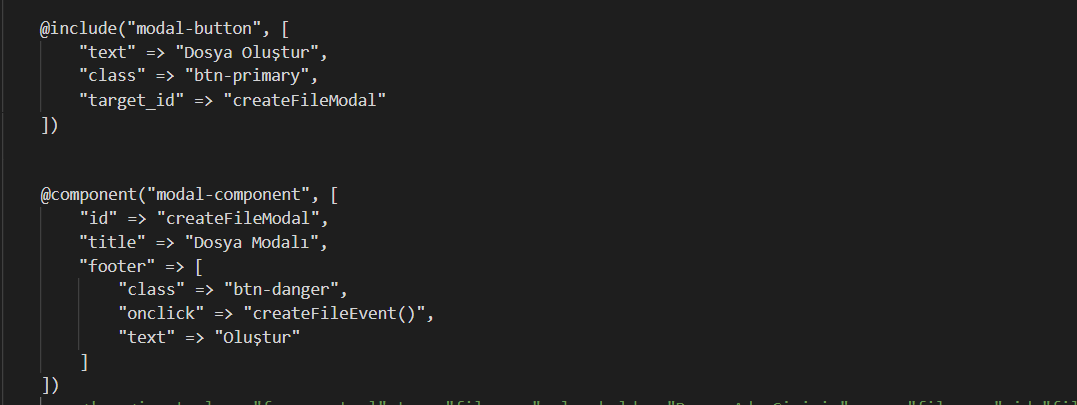 @include("modal-button", [
"text" => "Dosya Oluştur",
"class" => "btn-primary",
"target_id" => "createFileModal"
])
@component("modal-component", [
"id" => "createFileModal",
"title" => "Dosya Modalı",
"footer" => [
"class" => "btn-danger",
"onclick" => "createFileEvent()",
"text" => "Oluştur"
]
])